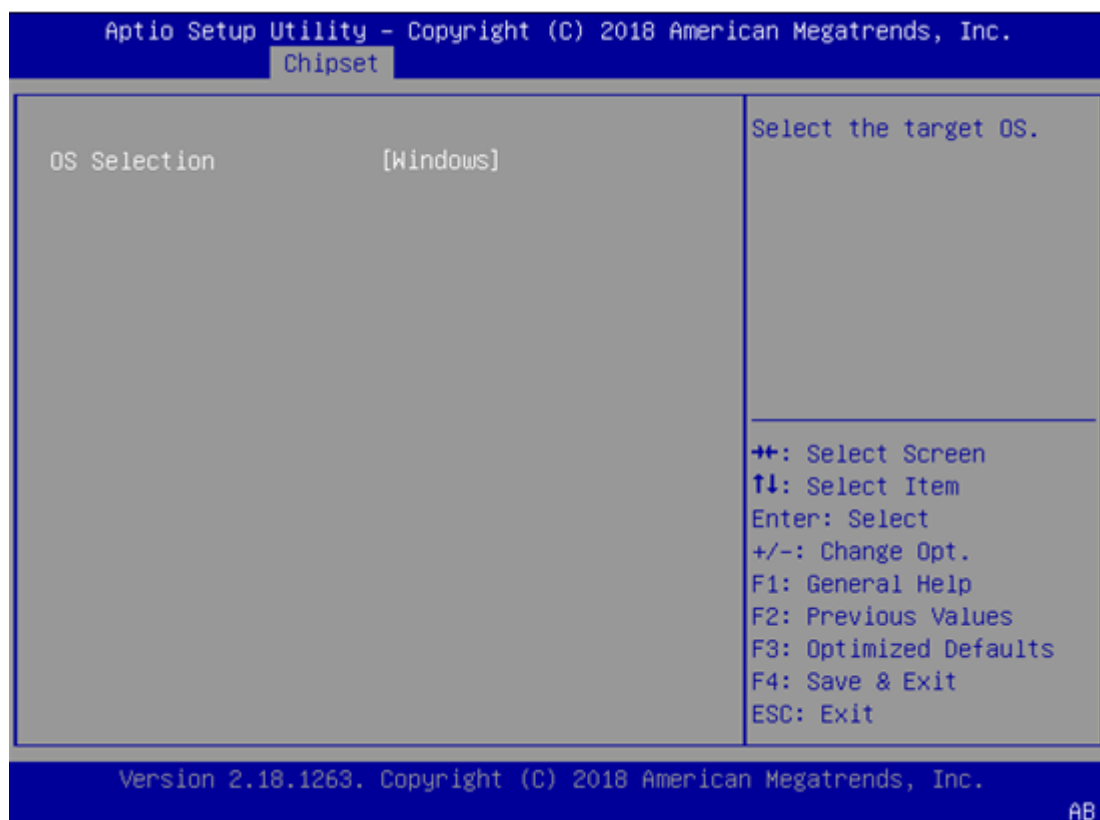 Aptio Setup Utility – Copyright (C) 2018 American Megatrends, Inc.
Chipset
OS Selection [Windows]
Select the target OS.
→←: Select Screen
↑↓: Select Item
Enter: Select
+/-: Change Opt.
F1: General Help
F2: Previous Values
F3: Optimized Defaults
F4: Save & Exit
ESC: Exit
Version 2.18.1263. Copyright (C) 2018 American Megatrends, Inc.
AB